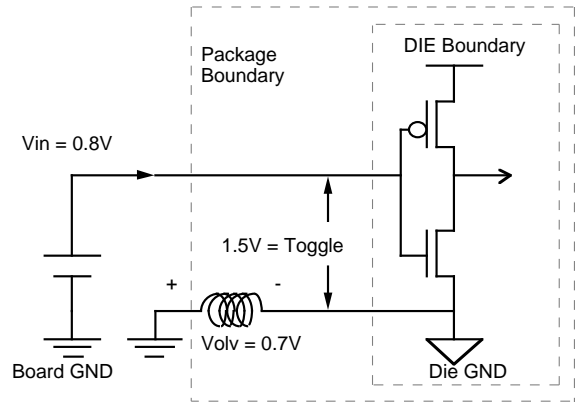 DIE Boundary
Package
Boundary
Vin = 0.8V
1.5V = Toggle
+ -
Volv = 0.7V
Board GND
Die GND